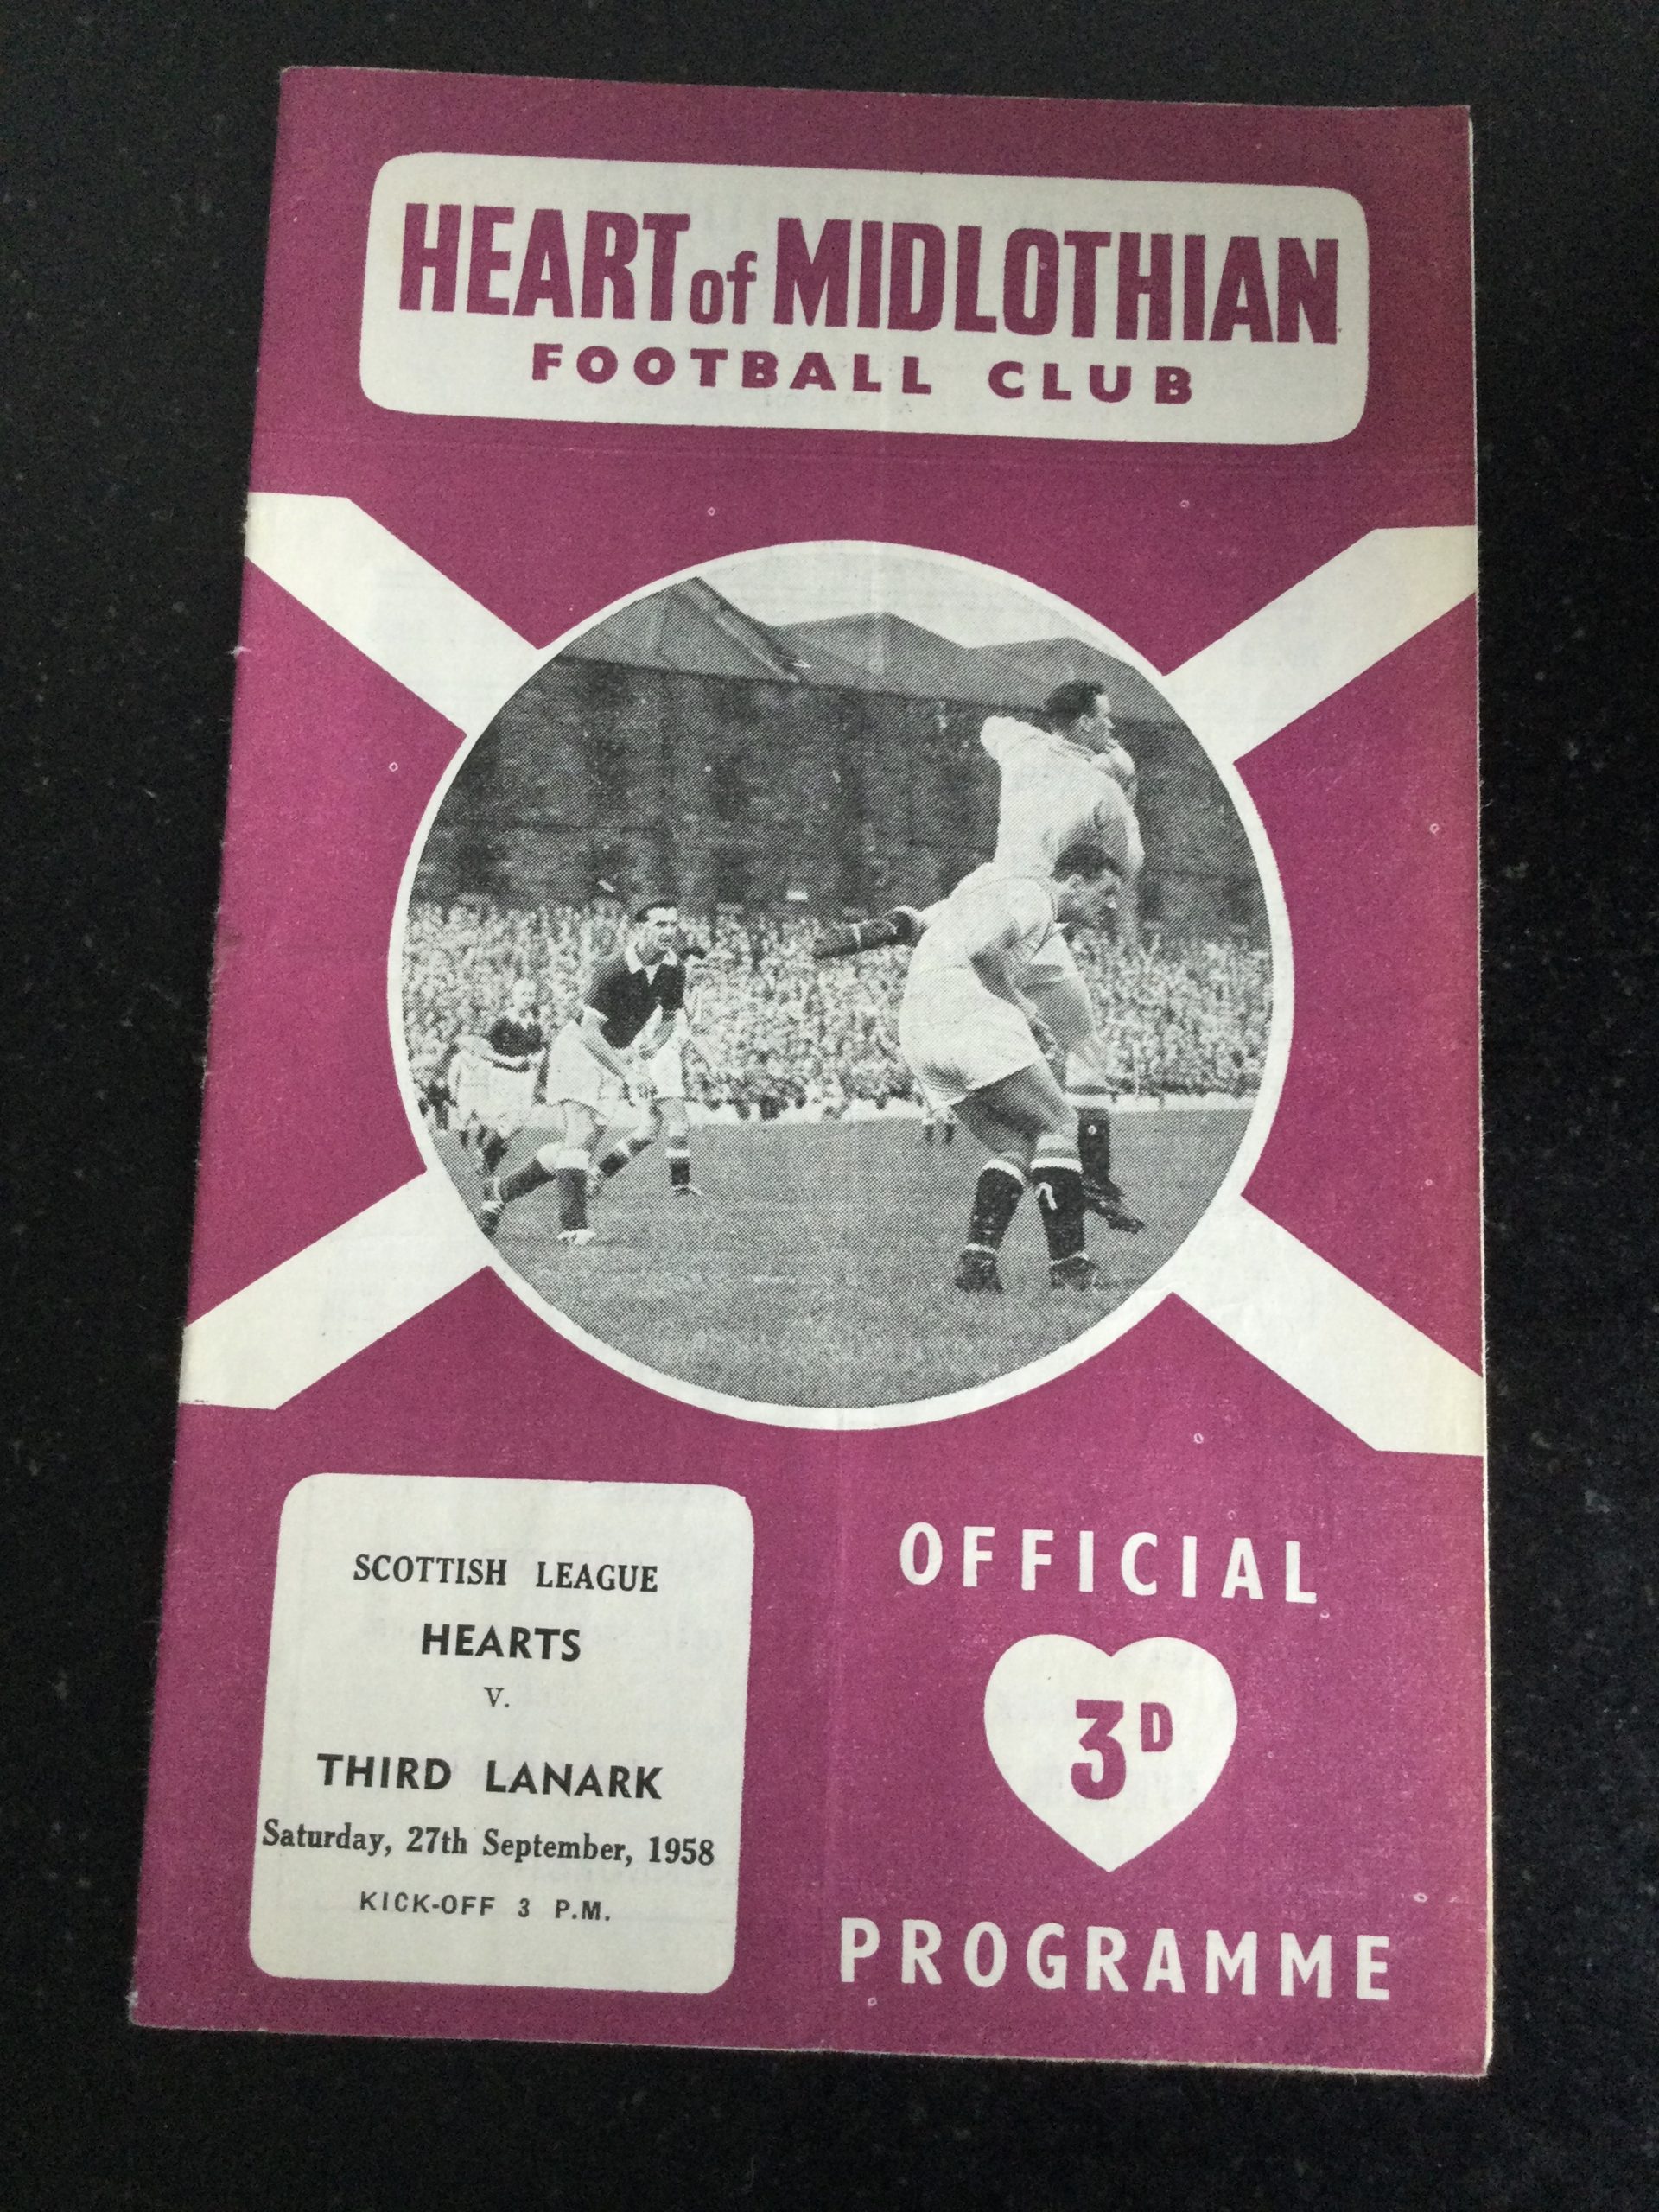 HEART of MIDLOTHIAN
FOOTBALL CLUB
SCOTTISH LEAGUE
HEARTS
V.
THIRD LANARK
Saturday, 27th September, 1958
KICK-OFF 3 P.M.
OFFICIAL
3D
PROGRAMME